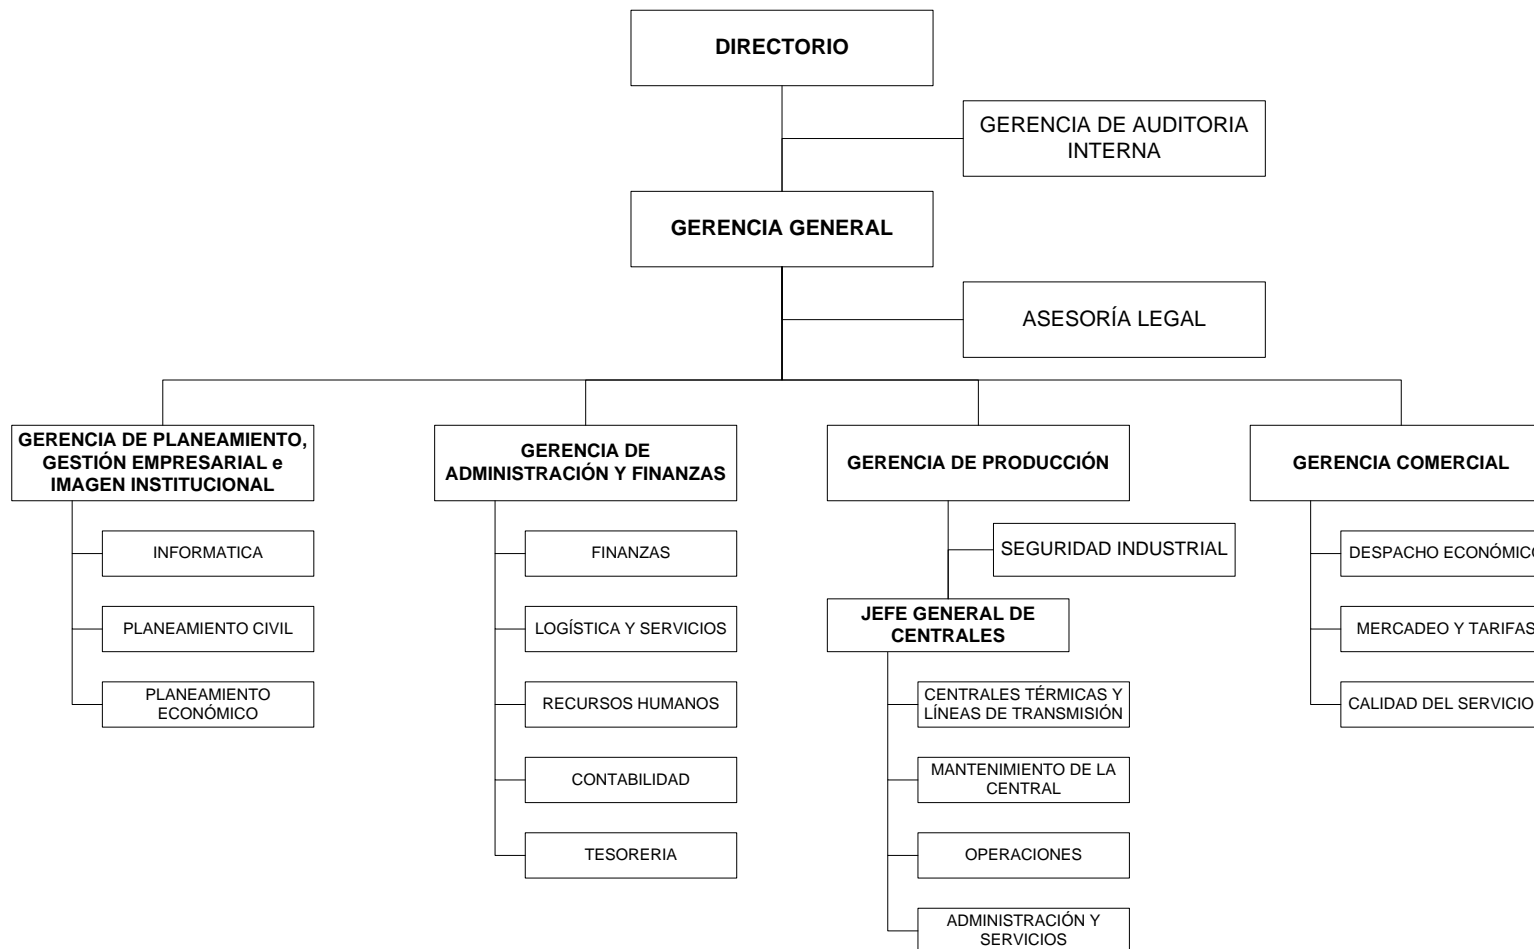 DIRECTORIO
GERENCIA DE AUDITORIA
INTERNA
GERENCIA GENERAL
ASESORÍA LEGAL
GERENCIA DE PLANEAMIENTO,
GESTIÓN EMPRESARIAL e
IMAGEN INSTITUCIONAL
INFORMATICA
PLANEAMIENTO CIVIL
PLANEAMIENTO
ECONÓMICO
GERENCIA DE
ADMINISTRACIÓN Y FINANZAS
FINANZAS
LOGÍSTICA Y SERVICIOS
RECURSOS HUMANOS
CONTABILIDAD
TESORERIA
GERENCIA DE PRODUCCIÓN
SEGURIDAD INDUSTRIAL
JEFE GENERAL DE
CENTRALES
CENTRALES TÉRMICAS Y
LÍNEAS DE TRANSMISIÓN
MANTENIMIENTO DE LA
CENTRAL
OPERACIONES
ADMINISTRACIÓN Y
SERVICIOS
GERENCIA COMERCIAL
DESPACHO ECONÓMICO
MERCADEO Y TARIFAS
CALIDAD DEL SERVICIO